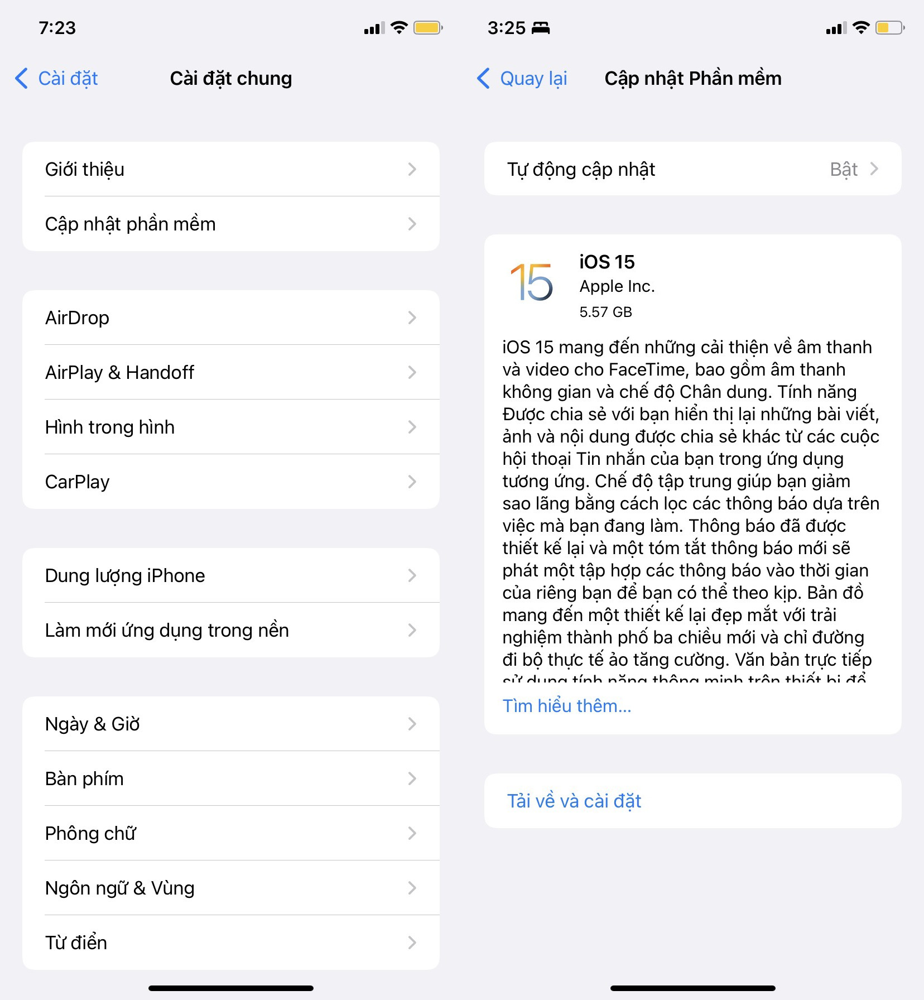 7:23
Cài đặt
Cài đặt chung
Giới thiệu
Cập nhật phần mềm
AirDrop
AirPlay & Handoff
Hình trong hình
CarPlay
Dung lượng iPhone
Làm mới ứng dụng trong nền
Ngày & Giờ
Bàn phím
Phông chữ
Ngôn ngữ & Vùng
Từ điển
3:25
Quay lại
Cập nhật Phần mềm
Tự động cập nhật
Bật
15
iOS 15
Apple Inc.
5.57 GB
iOS 15 mang đến những cải thiện về âm thanh
và video cho FaceTime, bao gồm âm thanh
không gian và chế độ Chân dung. Tính năng
Được chia sẻ với bạn hiển thị lại những bài viết,
ảnh và nội dung được chia sẻ khác từ các cuộc
hội thoại Tin nhắn của bạn trong ứng dụng
tương ứng. Chế độ tập trung giúp bạn giảm
sao lãng bằng cách lọc các thông báo dựa trên
việc mà bạn đang làm. Thông báo đã được
thiết kế lại và một tóm tắt thông báo mới sẽ
phát một tập hợp các thông báo vào thời gian
của riêng bạn để bạn có thể theo kịp. Bản đồ
mang đến một thiết kế lại đẹp mắt với trải
nghiệm thành phố ba chiều mới và chỉ đường
đi bộ thực tế ảo tăng cường. Văn bản trực tiếp
sử dụng tính năng thông minh trên thiết bị để
Tìm hiểu thêm...
Tải về và cài đặt